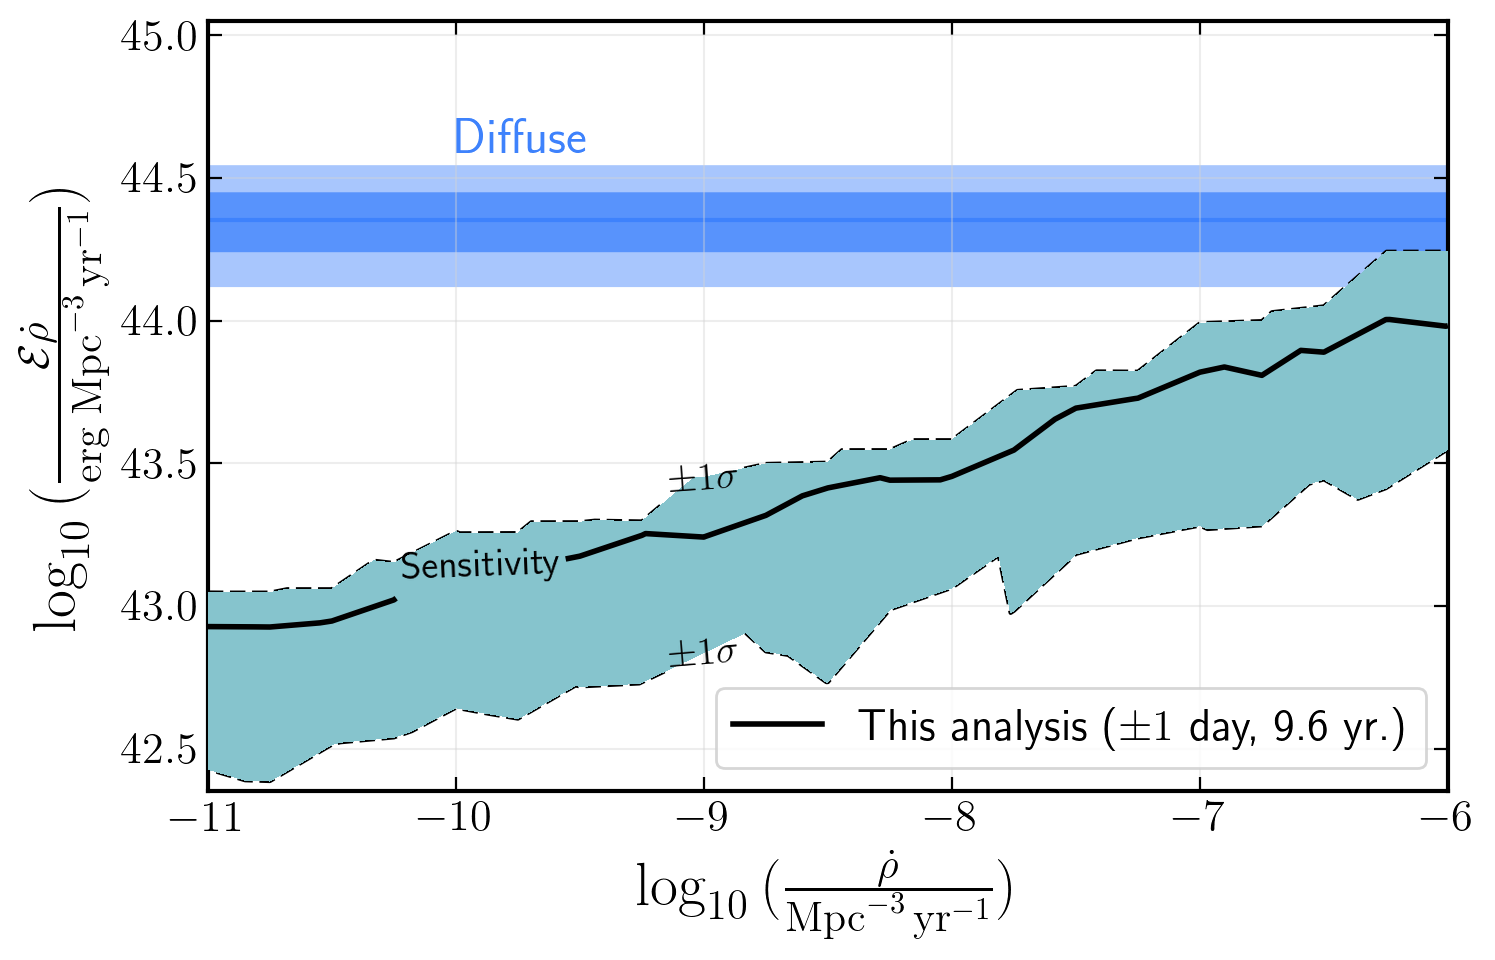 45.0
44.5
44.0
43.5
43.0
42.5
log₁₀ (ℰρ̇ / erg Mpc⁻³ yr⁻¹)
Diffuse
±1σ
Sensitivity
±1σ
This analysis (±1 day, 9.6 yr.)
−11 −10 −9 −8 −7 −6
log₁₀ (ρ̇ / Mpc⁻³ yr⁻¹)